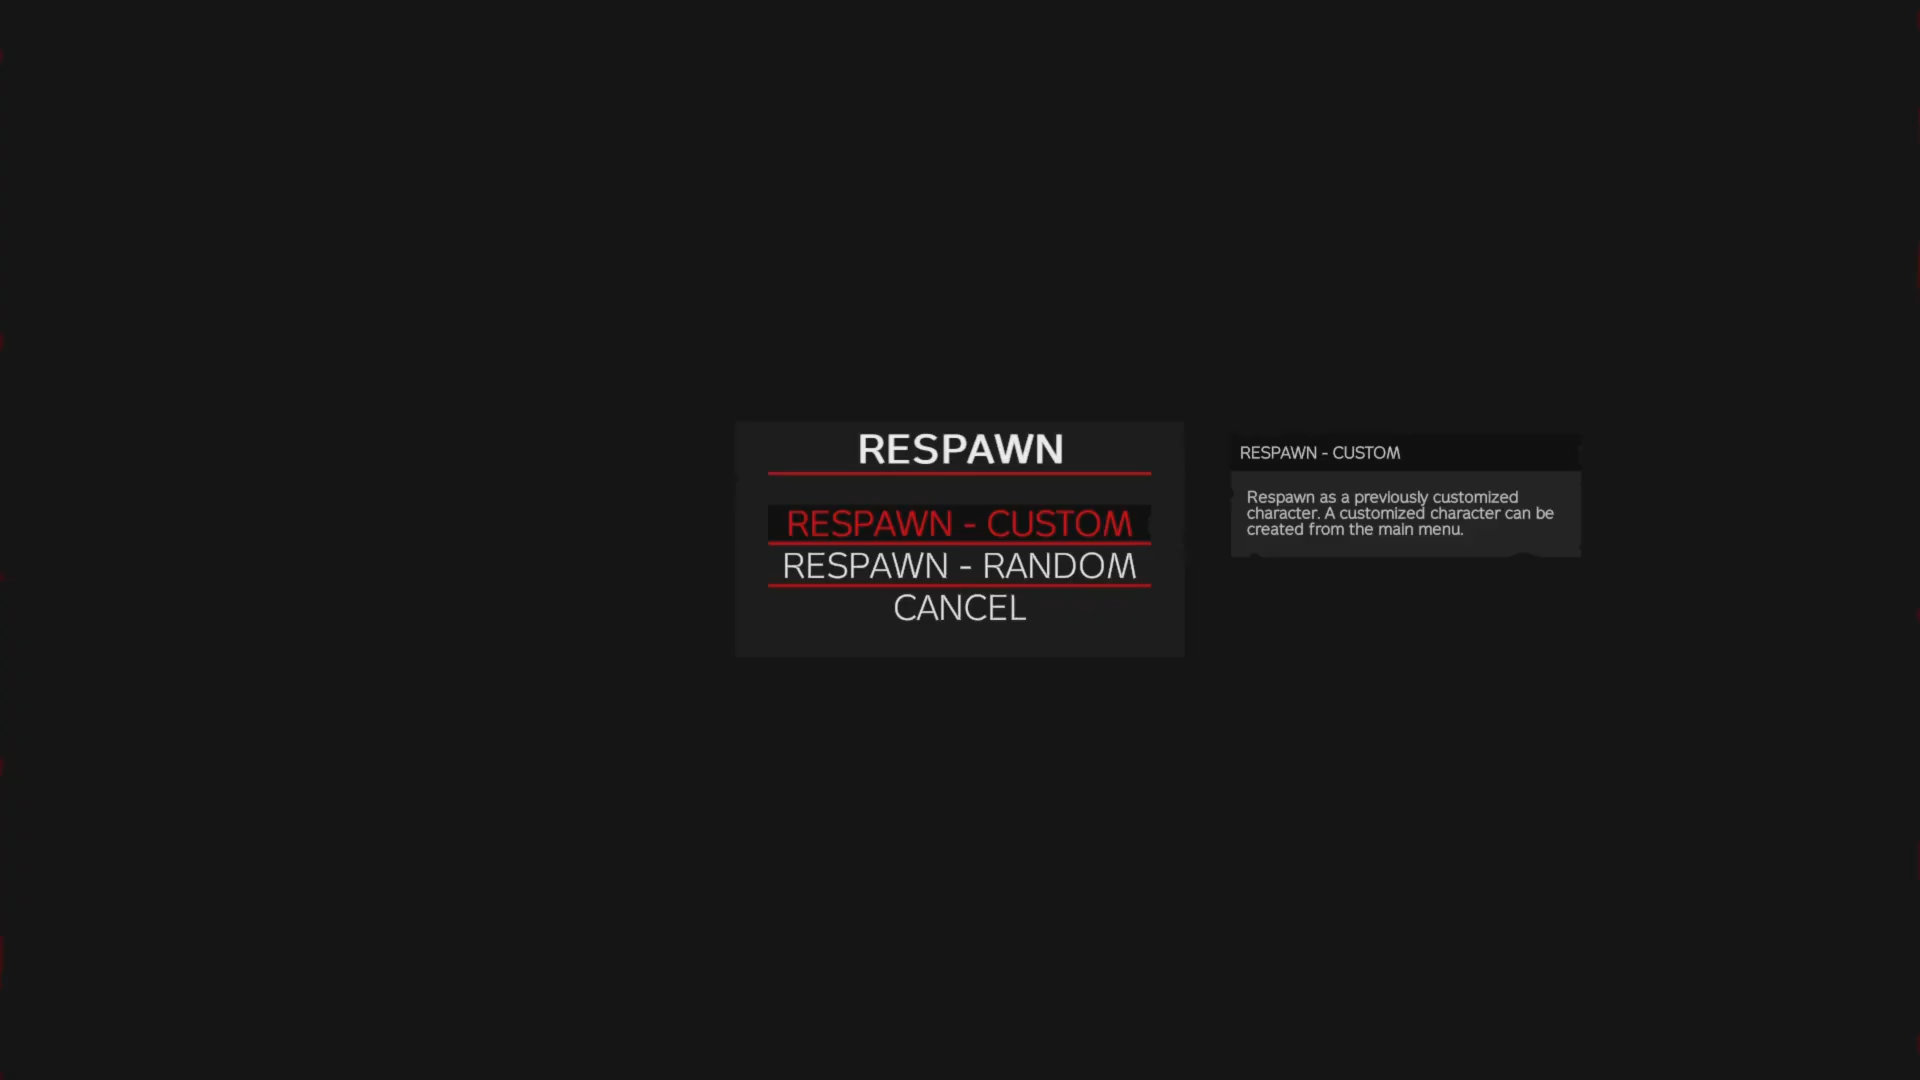 RESPAWN
RESPAWN - CUSTOM
RESPAWN - RANDOM
CANCEL
RESPAWN - CUSTOM
Respawn as a previously customized
character. A customized character can be
created from the main menu.